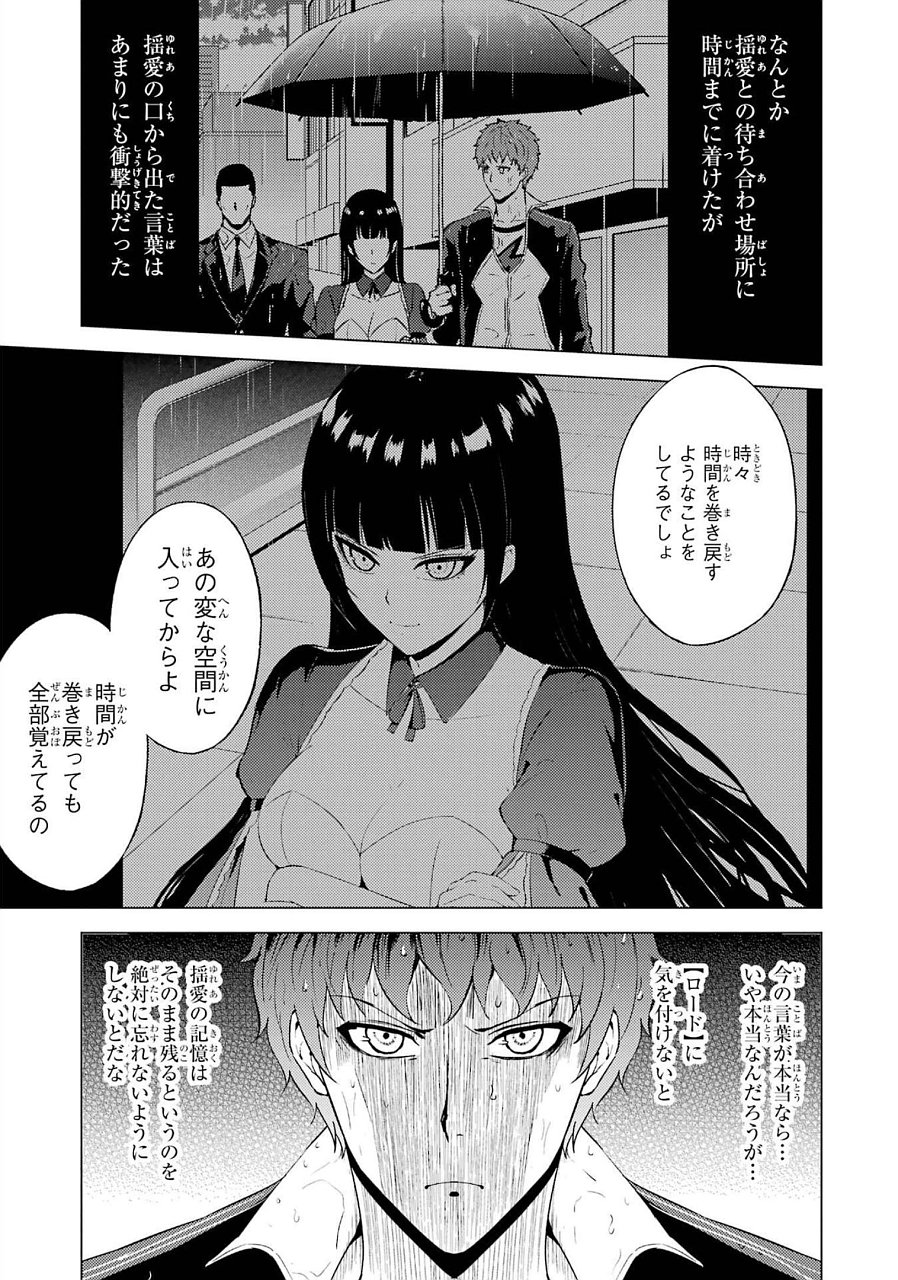 なんとか
揺愛との待ち合わせ場所に
時間までに着けたが
揺愛の口から出た言葉は
あまりにも衝撃的だった
時々
時間を巻き戻す
ようなことを
してるでしょ
あの変な空間に
入ってからよ
時間が
巻き戻っても
全部覚えてるの
今の言葉が本当なら…
いや本当なんだろうが…
【ロード】に
気を付けないと
揺愛の記憶は
そのまま残るというのを
絶対に忘れないように
しないとだな